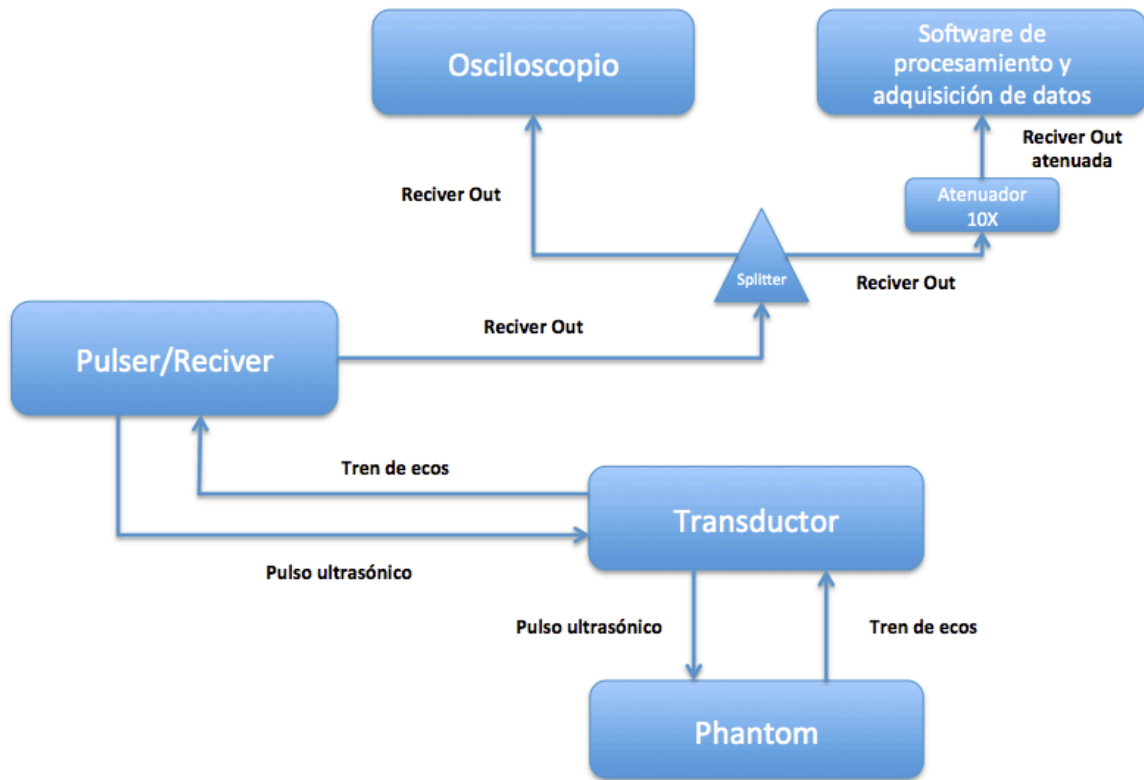 Osciloscopio
Software de
procesamiento y
adquisición de datos
Reciver Out
atenuada
Reciver Out
Atenuador
10X
Splitter
Reciver Out
Reciver Out
Pulser/Reciver
Tren de ecos
Transductor
Pulso ultrasónico
Pulso ultrasónico
Tren de ecos
Phantom